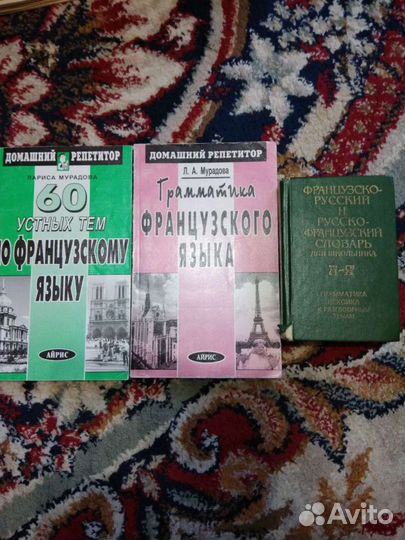 ДОМАШНИЙ РЕПЕТИТОР
ЛАРИСА МУРАДОВА
60
УСТНЫХ ТЕМ
ПО ФРАНЦУЗСКОМУ
ЯЗЫКУ
АЙРИС
ДОМАШНИЙ РЕПЕТИТОР
Л. А. Мурадова
Грамматика
ФРАНЦУЗСКОГО
ЯЗЫКА
АЙРИС
ФРАНЦУЗСКО-
РУССКИЙ И
РУССКО-
ФРАНЦУЗСКИЙ
СЛОВАРЬ
ДЛЯ ШКОЛЬНИКА
А-Я
ГРАММАТИКА
ЛЕКСИКА
К РАЗГОВОРНЫМ
ТЕМАМ
Avito